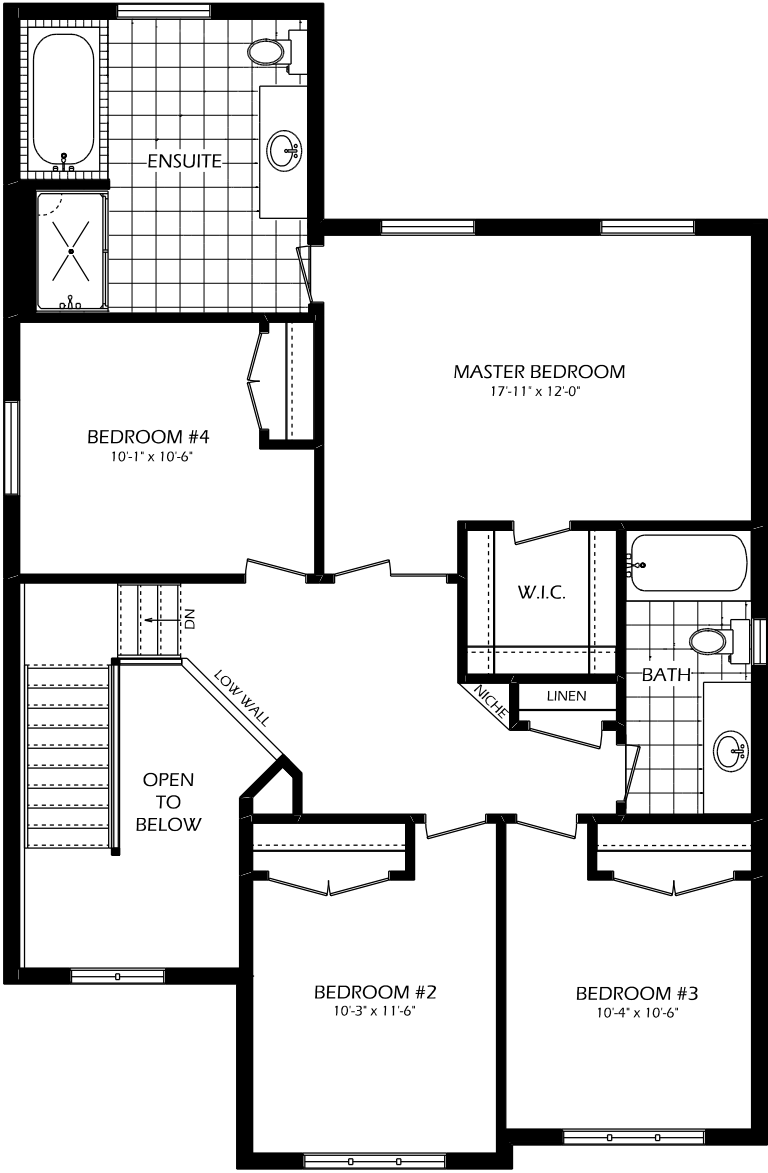 ENSUITE
MASTER BEDROOM
17'-11" x 12'-0"
BEDROOM #4
10'-1" x 10'-6"
W.I.C.
DN
BATH
LOW WALL
NICHE
LINEN
OPEN
TO
BELOW
BEDROOM #2
10'-3" x 11'-6"
BEDROOM #3
10'-4" x 10'-6"